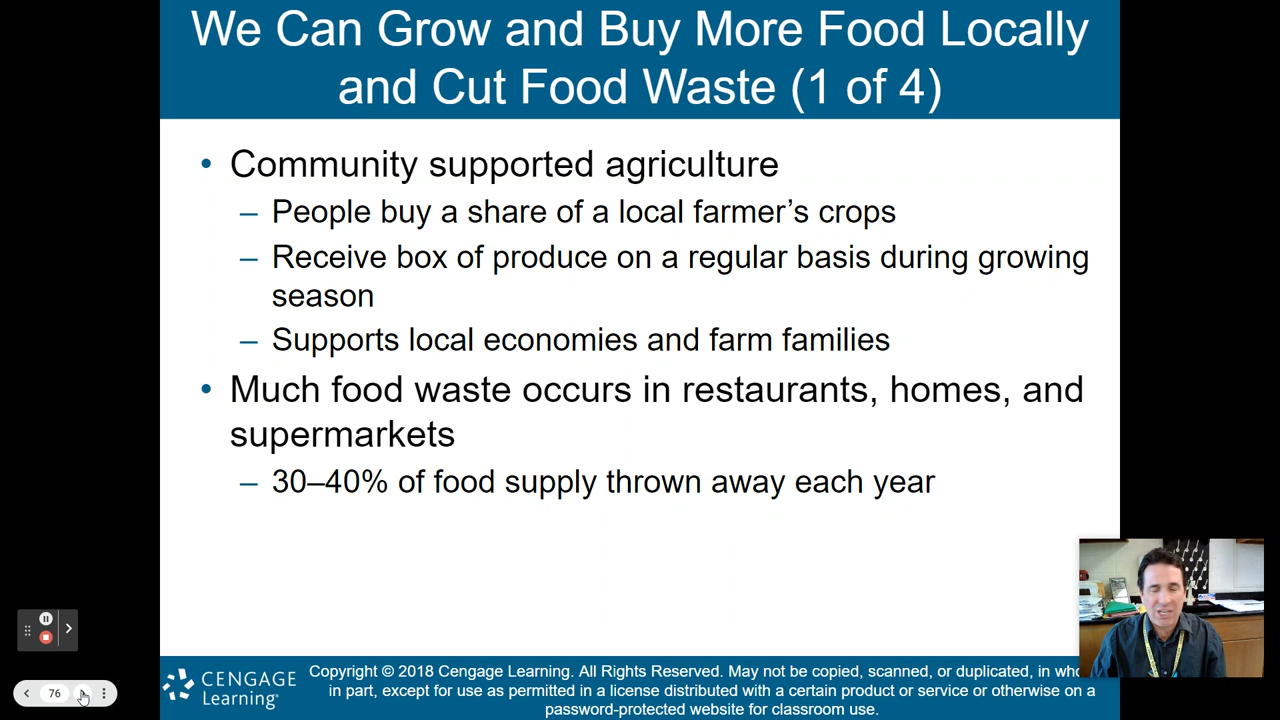 We Can Grow and Buy More Food Locally
and Cut Food Waste (1 of 4)
• Community supported agriculture
– People buy a share of a local farmer's crops
– Receive box of produce on a regular basis during growing
season
– Supports local economies and farm families
• Much food waste occurs in restaurants, homes, and
supermarkets
– 30–40% of food supply thrown away each year
CENGAGE
Learning®
Copyright © 2018 Cengage Learning. All Rights Reserved. May not be copied, scanned, or duplicated, in
in part, except for use as permitted in a license distributed with a certain product or service or otherwise on a
password-protected website for classroom use.
76